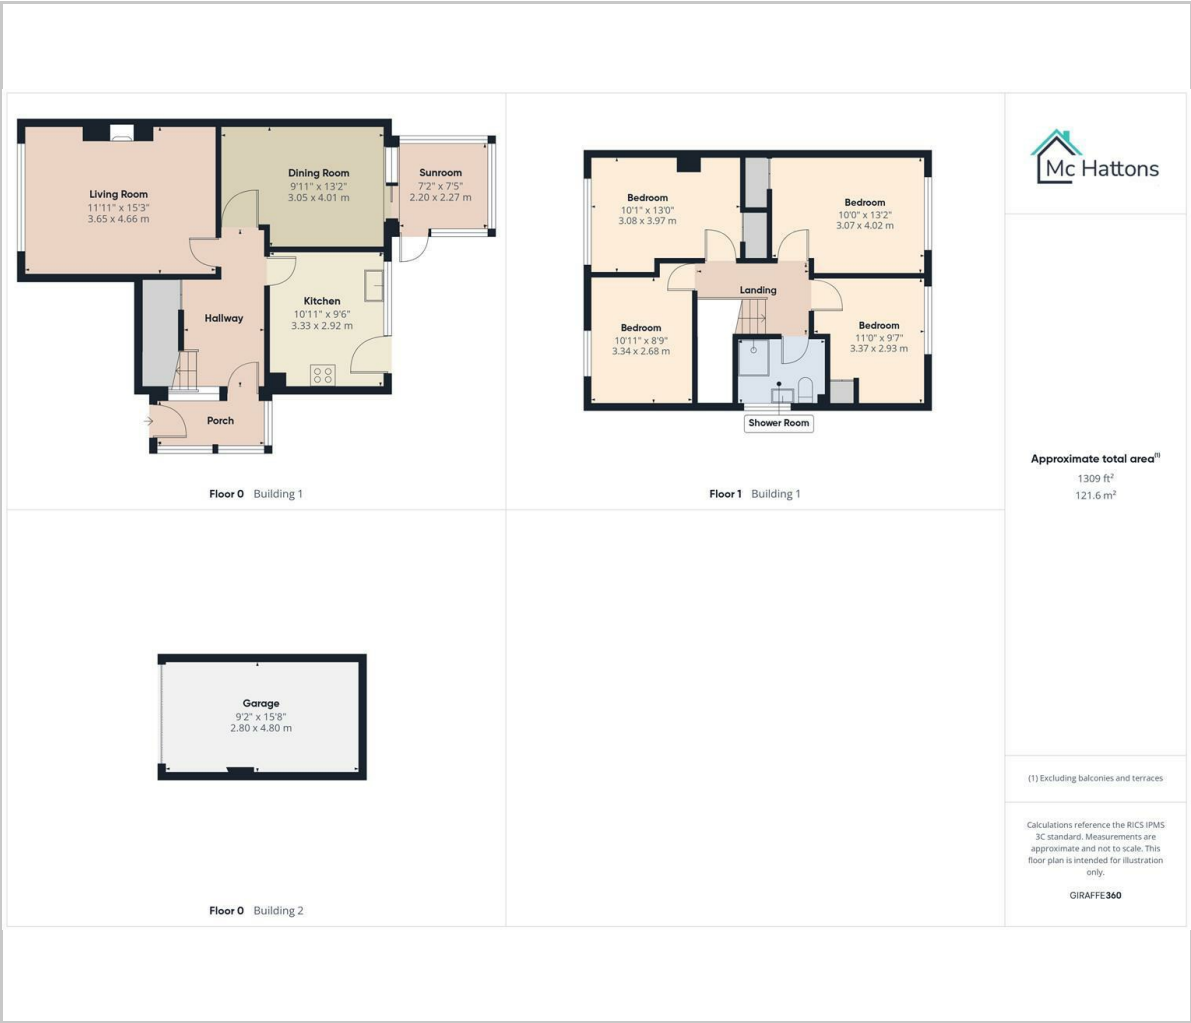 Living Room
11'11" x 15'3"
3.65 x 4.66 m
Dining Room
9'11" x 13'2"
3.05 x 4.01 m
Sunroom
7'2" x 7'5"
2.20 x 2.27 m
Kitchen
10'11" x 9'6"
3.33 x 2.92 m
Hallway
Porch
Floor 0 Building 1
Bedroom
10'1" x 13'0"
3.08 x 3.97 m
Bedroom
10'0" x 13'2"
3.07 x 4.02 m
Landing
Bedroom
10'11" x 8'9"
3.34 x 2.68 m
Bedroom
11'0" x 9'7"
3.37 x 2.93 m
Shower Room
Floor 1 Building 1
Garage
9'2" x 15'8"
2.80 x 4.80 m
Floor 0 Building 2
Mc Hattons
Approximate total area(1)
1309 ft²
121.6 m²
(1) Excluding balconies and terraces
Calculations reference the RICS IPMS
3C standard. Measurements are
approximate and not to scale. This
floor plan is intended for illustration
only.
GIRAFFE360